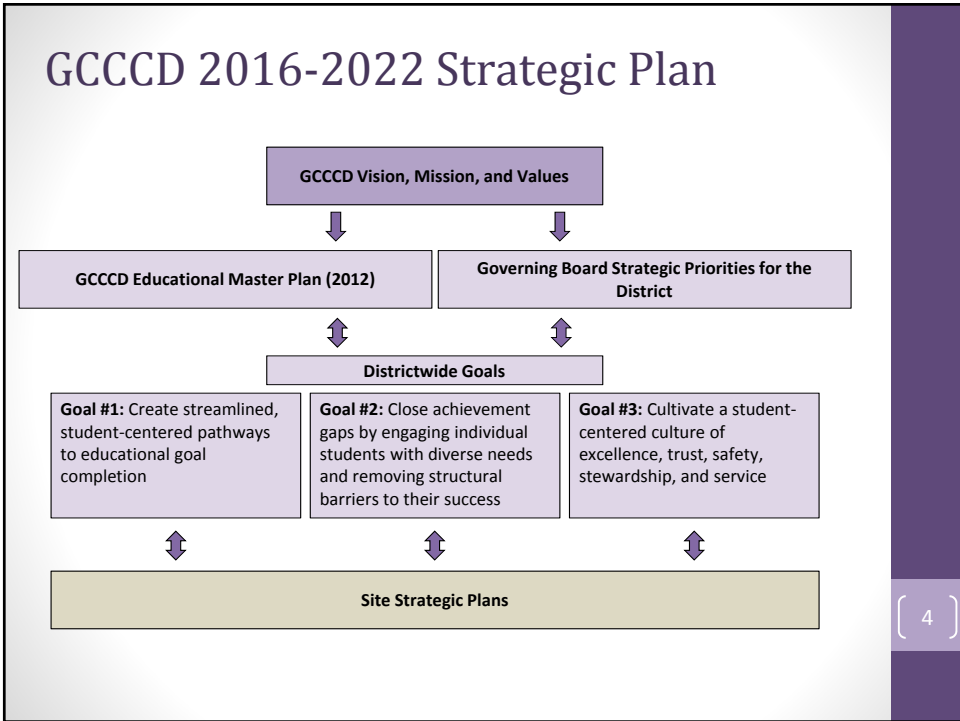 GCCCD 2016-2022 Strategic Plan
GCCCD Vision, Mission, and Values
GCCCD Educational Master Plan (2012)
Governing Board Strategic Priorities for the
District
Districtwide Goals
Goal #1: Create streamlined,
student-centered pathways
to educational goal
completion
Goal #2: Close achievement
gaps by engaging individual
students with diverse needs
and removing structural
barriers to their success
Goal #3: Cultivate a student-
centered culture of
excellence, trust, safety,
stewardship, and service
Site Strategic Plans
4